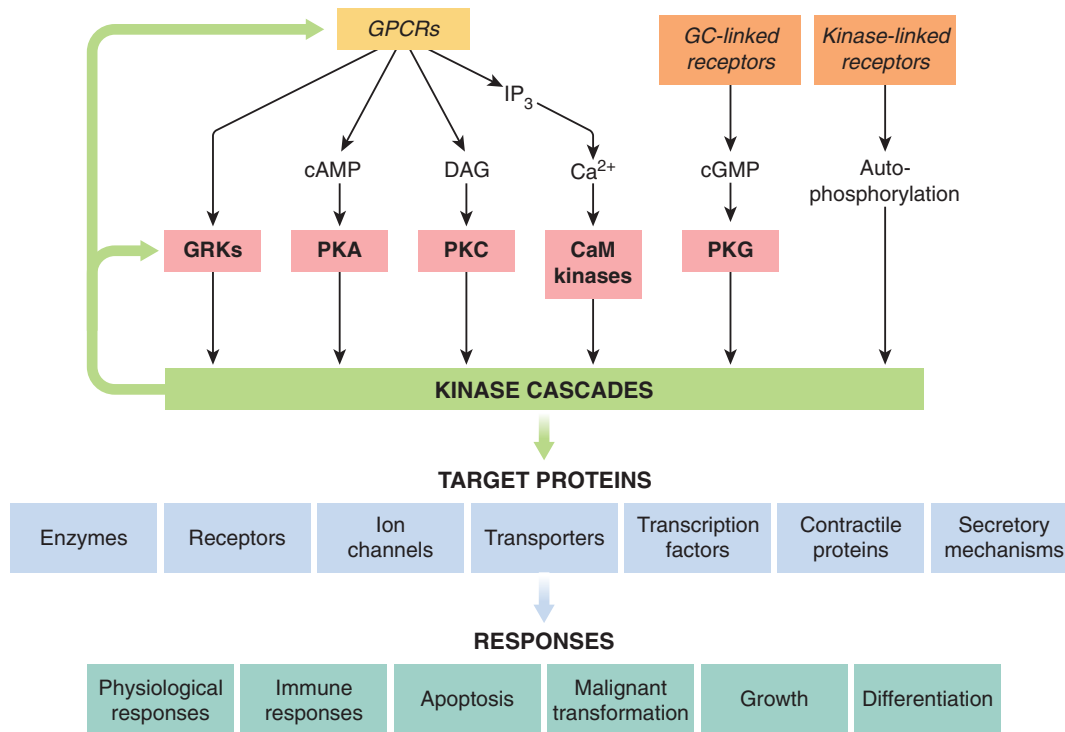 GPCRs
GC-linked
receptors
Kinase-linked
receptors
IP3
cAMP
DAG
Ca2+
cGMP
Auto-
phosphorylation
GRKs
PKA
PKC
CaM
kinases
PKG
KINASE CASCADES
TARGET PROTEINS
Enzymes
Receptors
Ion
channels
Transporters
Transcription
factors
Contractile
proteins
Secretory
mechanisms
RESPONSES
Physiological
responses
Immune
responses
Apoptosis
Malignant
transformation
Growth
Differentiation